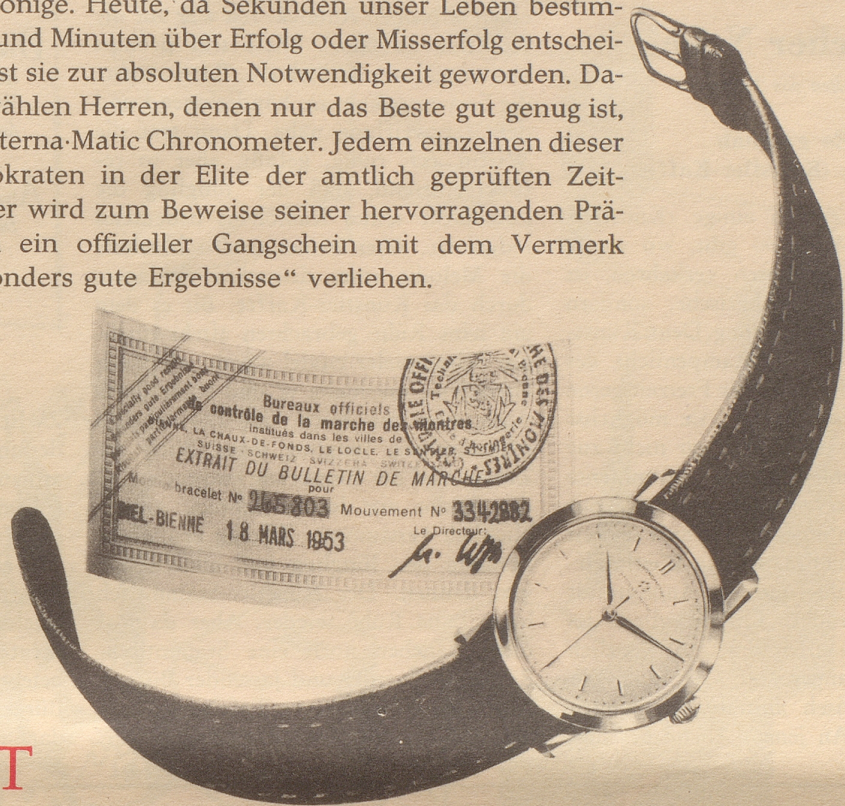 önige. Heute, da Sekunden unser Leben bestim-
und Minuten über Erfolg oder Misserfolg entschei-
st sie zur absoluten Notwendigkeit geworden. Da-
ählen Herren, denen nur das Beste gut genug ist,
terna·Matic Chronometer. Jedem einzelnen dieser
okraten in der Elite der amtlich geprüften Zeit-
er wird zum Beweise seiner hervorragenden Prä-
ein offizieller Gangschein mit dem Vermerk
onders gute Ergebnisse“ verliehen.
Bureaux officiels
de contrôle de la marche des montres
institués dans les villes de
LA CHAUX-DE-FONDS, LE LOCLE, LE
SUISSE - SCHWEIZ SVIZZERA
EXTRAIT DU BULLETIN DE MARCHE
pour
bracelet Nº 265803 Mouvement Nº 3342982
BIEL-BIENNE 18 MARS 1953
Le Directeur:
T